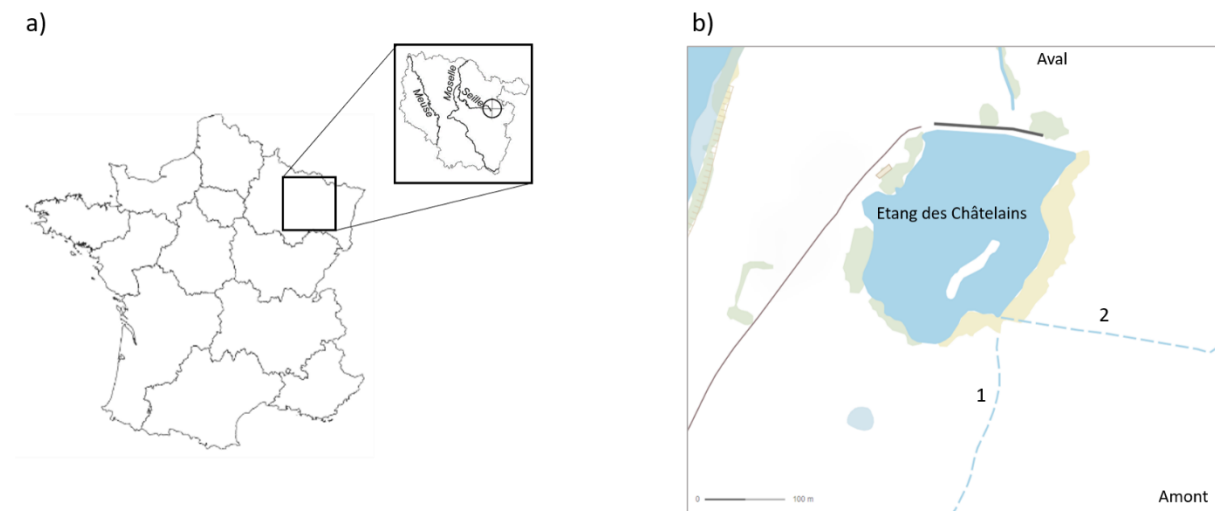 a)
Meuse
Moselle
Seille
b)
Aval
Etang des Châtelains
2
1
0 100 m
Amont